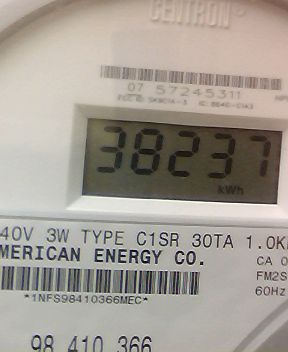 CENTRON®
07 57245311
38237
kWh
40V 3W TYPE C1SR 30TA 1.0K
MERICAN ENERGY CO.
CA 0
FM2S
60Hz
*1NFS98410366MEC*
98 410 366